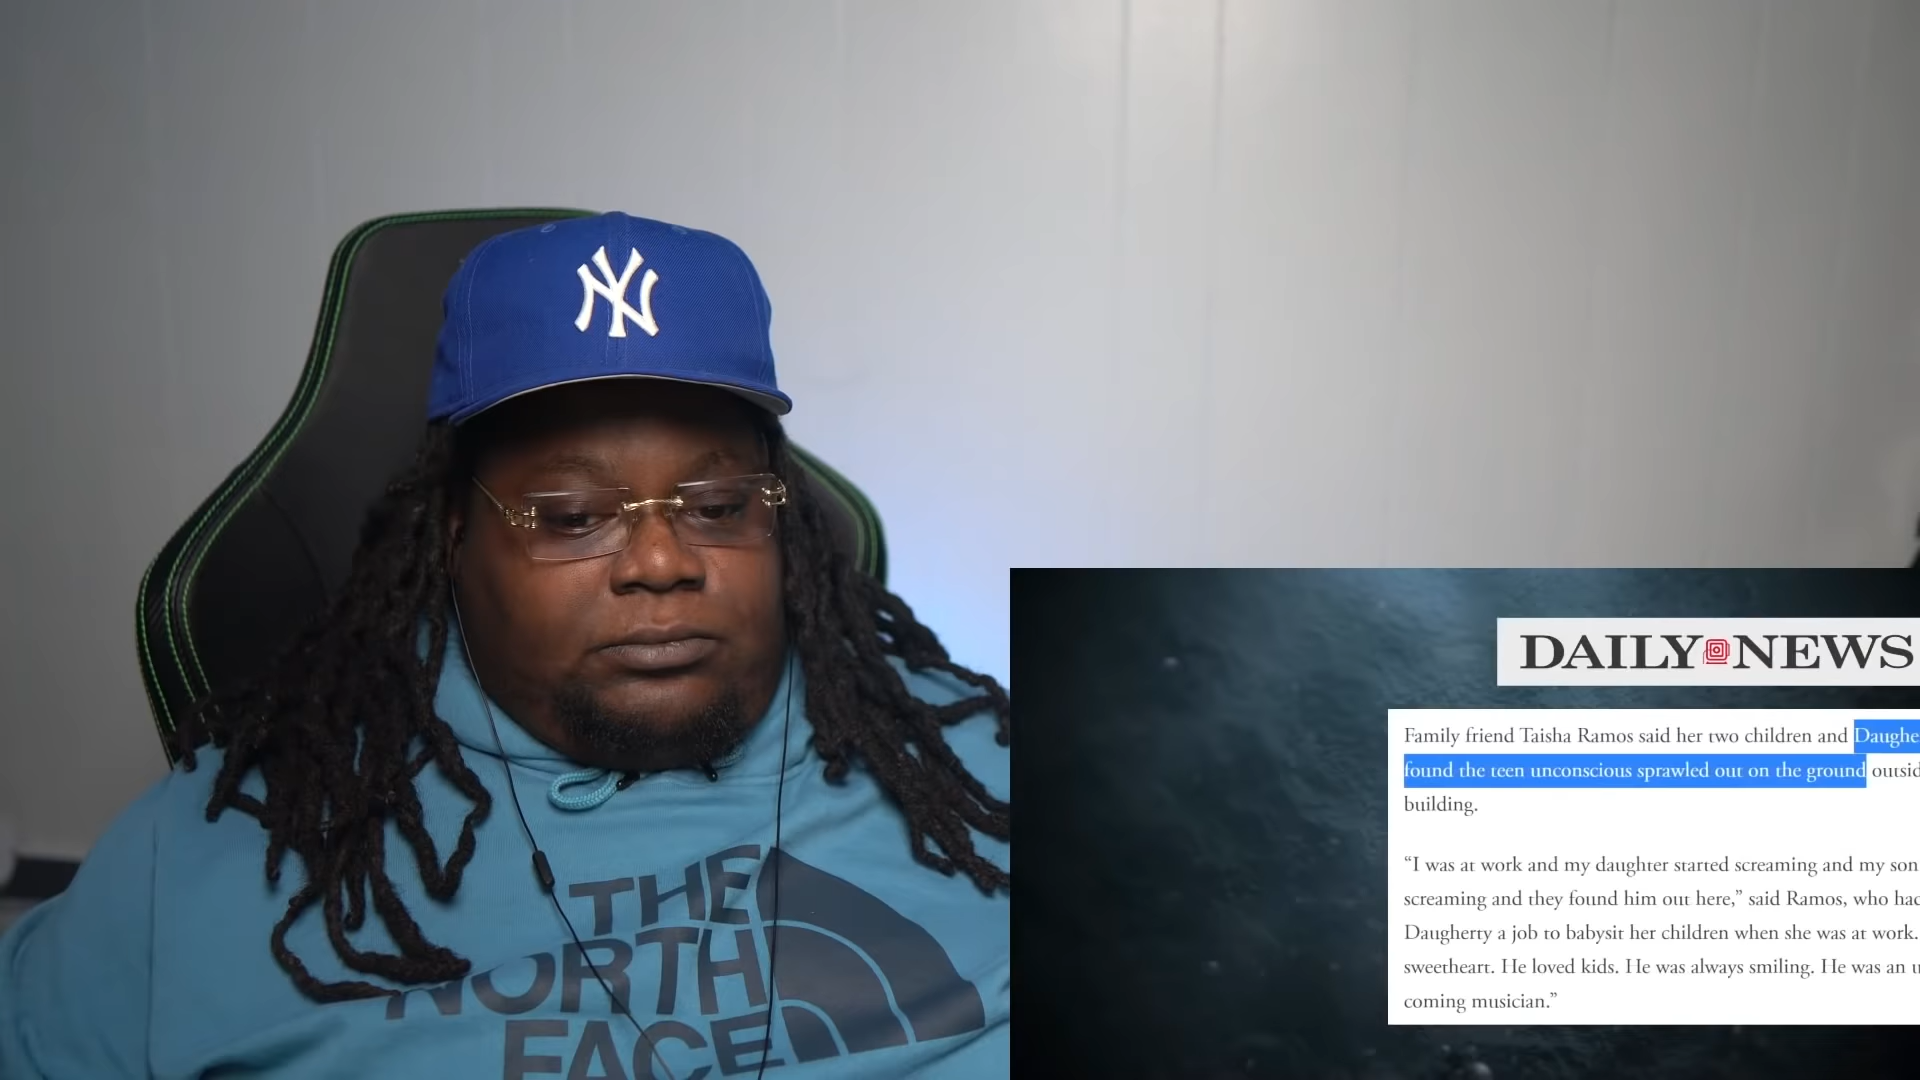 NY
THE
NORTH
FACE
DAILY NEWS
Family friend Taisha Ramos said her two children and Daughe
found the teen unconscious sprawled out on the ground outsid
building.
“I was at work and my daughter started screaming and my son
screaming and they found him out here,” said Ramos, who had
Daugherty a job to babysit her children when she was at work.
sweetheart. He loved kids. He was always smiling. He was an u
coming musician.”